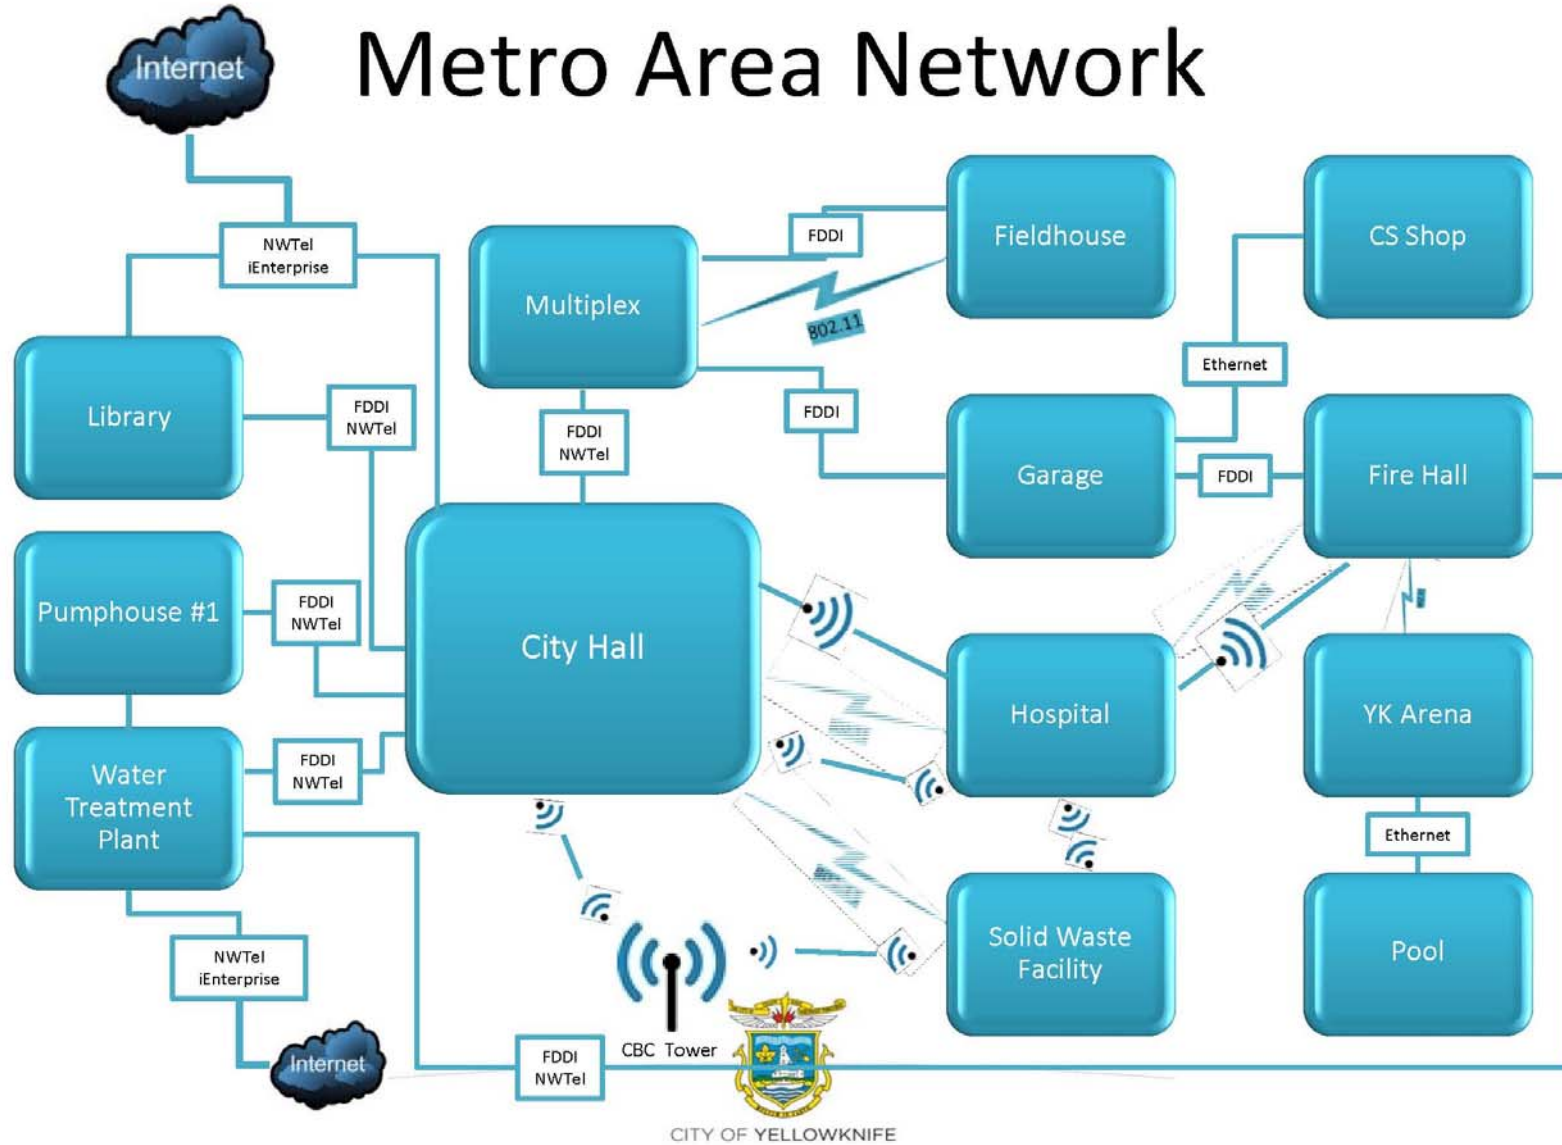 Internet
Metro Area Network
NWTel
iEnterprise
Multiplex
FDDI
802.11
Fieldhouse
CS Shop
Ethernet
Library
FDDI
NWTel
FDDI
NWTel
FDDI
Garage
FDDI
Fire Hall
Pumphouse #1
FDDI
NWTel
City Hall
Hospital
YK Arena
Water
Treatment
Plant
FDDI
NWTel
Ethernet
NWTel
iEnterprise
Solid Waste
Facility
Pool
Internet
FDDI
NWTel
CBC Tower
CITY OF YELLOWKNIFE